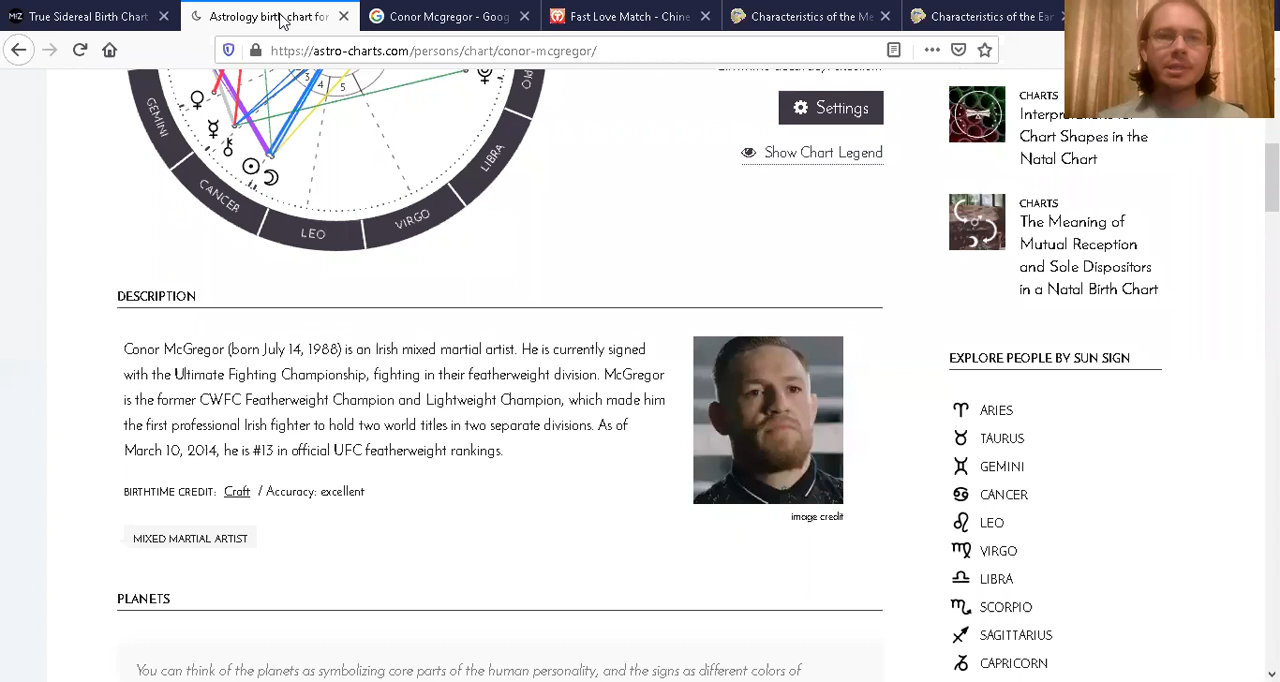 True Sidereal Birth Chart
Astrology birth chart for
Conor Mcgregor - Goog
Fast Love Match - Chine
Characteristics of the Me
Characteristics of the Ear
https://astro-charts.com/persons/chart/conor-mcgregor/
GEMINI
CANCER
LEO
VIRGO
LIBRA
3
4
5
Settings
Show Chart Legend
CHARTS
Chart Shapes in the
Natal Chart
CHARTS
The Meaning of
Mutual Reception
and Sole Dispositors
in a Natal Birth Chart
DESCRIPTION
Conor McGregor (born July 14, 1988) is an Irish mixed martial artist. He is currently signed
with the Ultimate Fighting Championship, fighting in their featherweight division. McGregor
is the former CWFC Featherweight Champion and Lightweight Champion, which made him
the first professional Irish fighter to hold two world titles in two separate divisions. As of
March 10, 2014, he is #13 in official UFC featherweight rankings.
BIRTHTIME CREDIT: Craft / Accuracy: excellent
image credit
MIXED MARTIAL ARTIST
EXPLORE PEOPLE BY SUN SIGN
ARIES
TAURUS
GEMINI
CANCER
LEO
VIRGO
LIBRA
SCORPIO
SAGITTARIUS
CAPRICORN
PLANETS
You can think of the planets as symbolizing core parts of the human personality, and the signs as different colors of